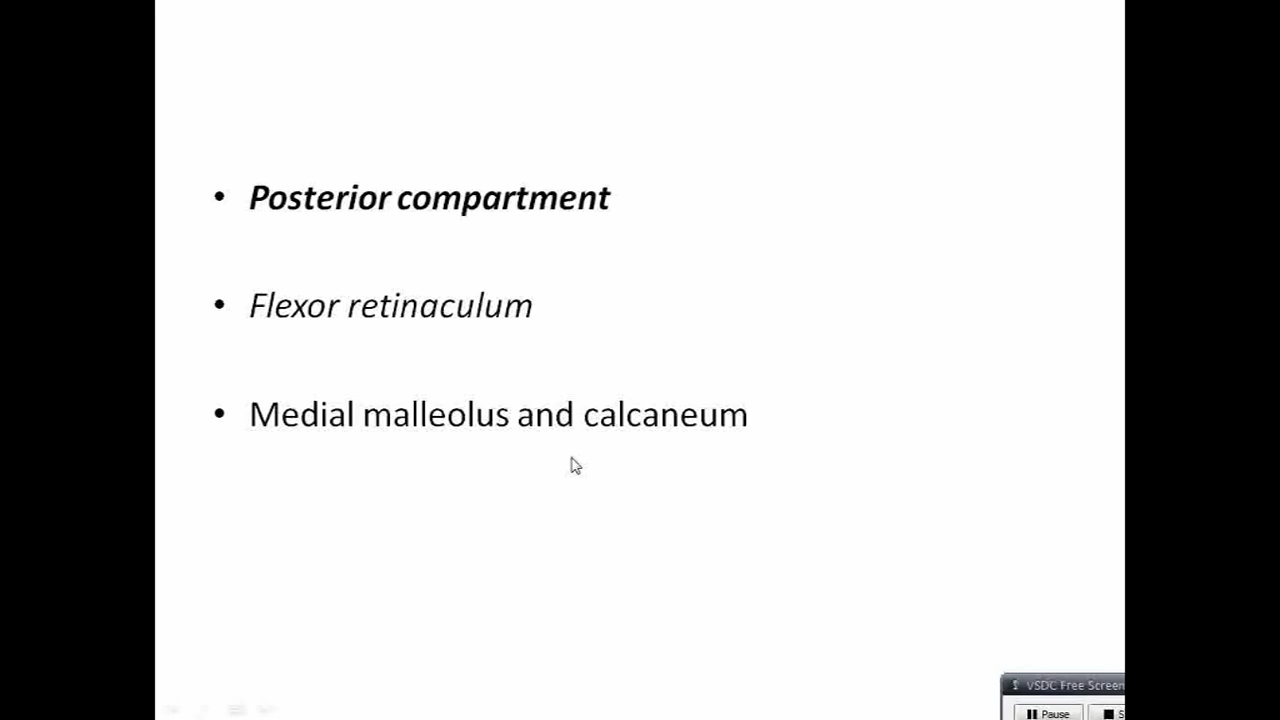 • Posterior compartment
• Flexor retinaculum
• Medial malleolus and calcaneum
VSDC Free Screen
Pause